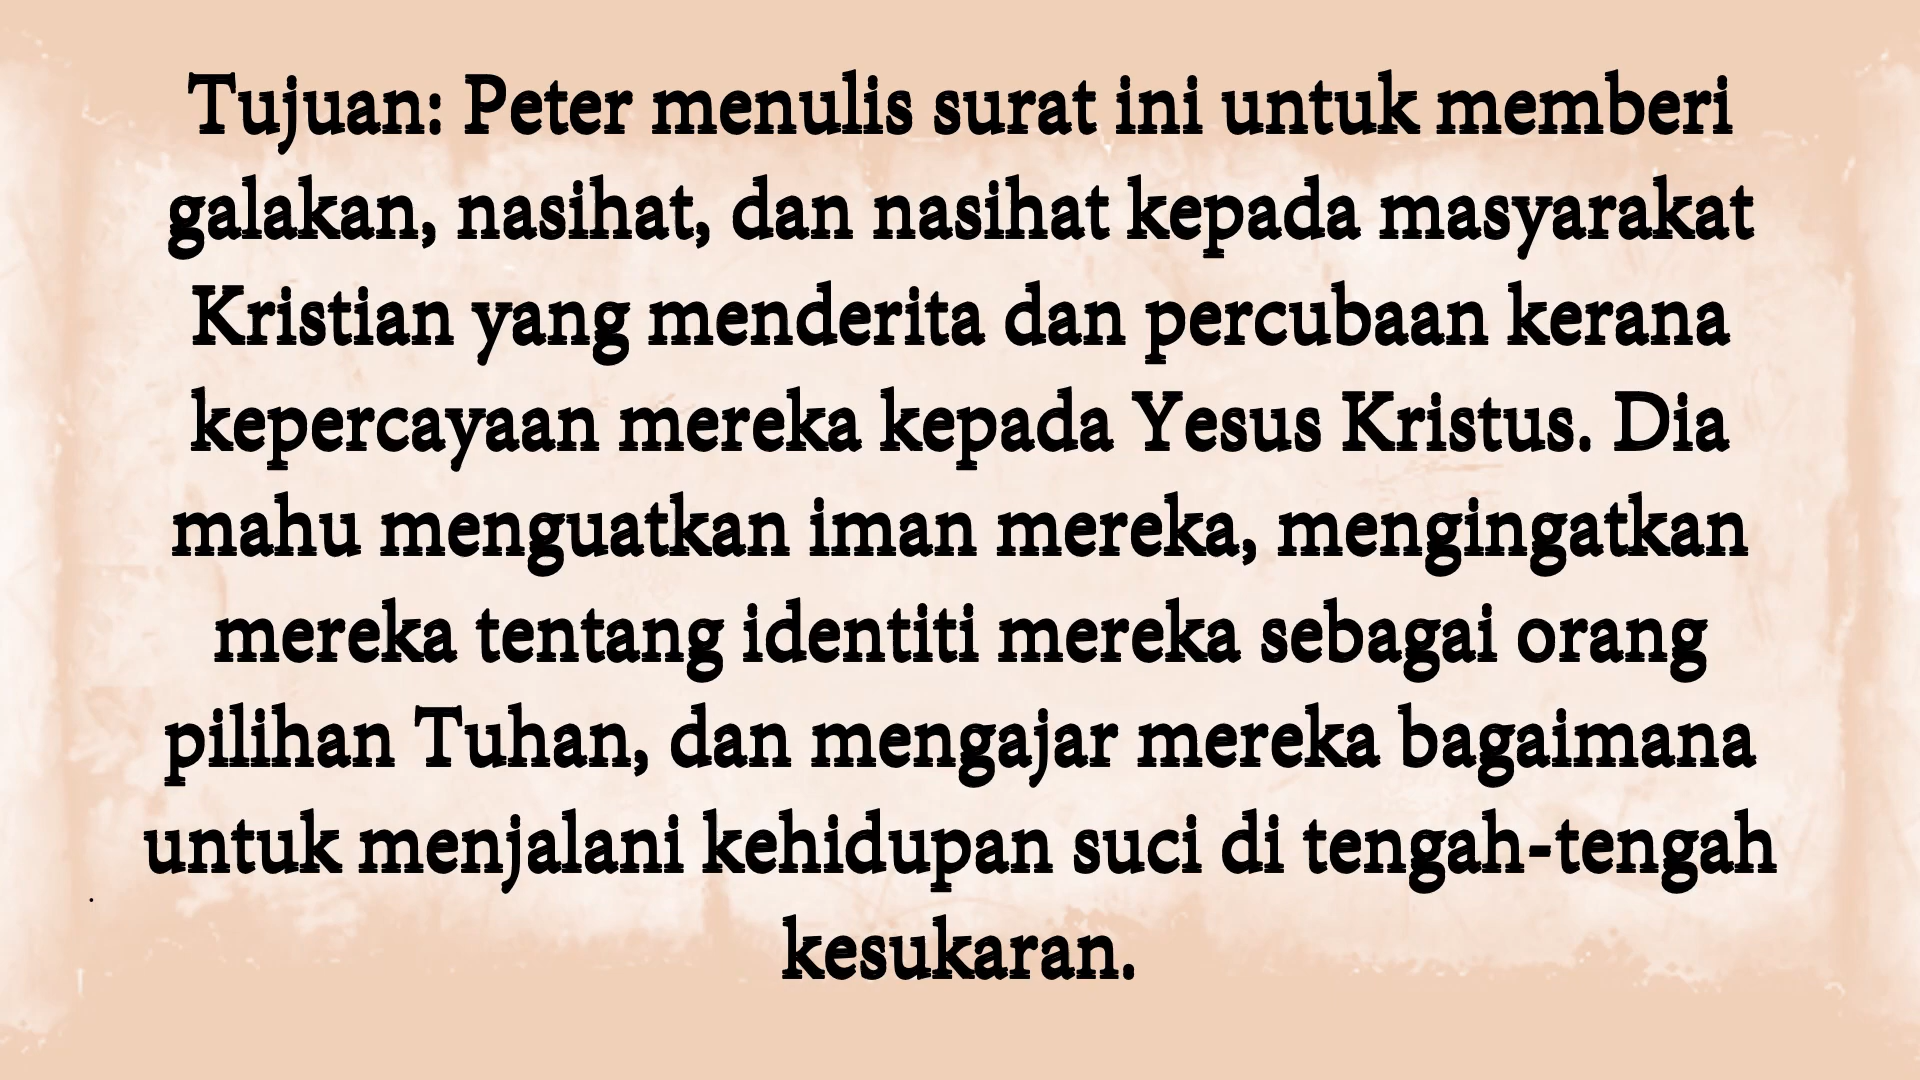 Tujuan: Peter menulis surat ini untuk memberi
galakan, nasihat, dan nasihat kepada masyarakat
Kristian yang menderita dan percubaan kerana
kepercayaan mereka kepada Yesus Kristus. Dia
mahu menguatkan iman mereka, mengingatkan
mereka tentang identiti mereka sebagai orang
pilihan Tuhan, dan mengajar mereka bagaimana
untuk menjalani kehidupan suci di tengah-tengah
kesukaran.